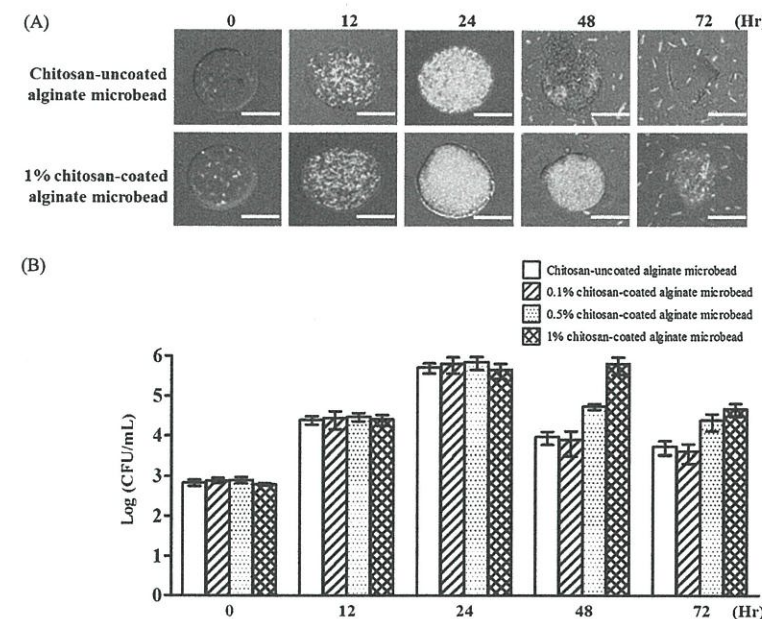 (A)
0 12 24 48 72 (Hr)
Chitosan-uncoated
alginate microbead
1% chitosan-coated
alginate microbead
(B)
Chitosan-uncoated alginate microbead
0.1% chitosan-coated alginate microbead
0.5% chitosan-coated alginate microbead
1% chitosan-coated alginate microbead
Log (CFU/mL)
6
5
4
3
2
1
0
0 12 24 48 72 (Hr)